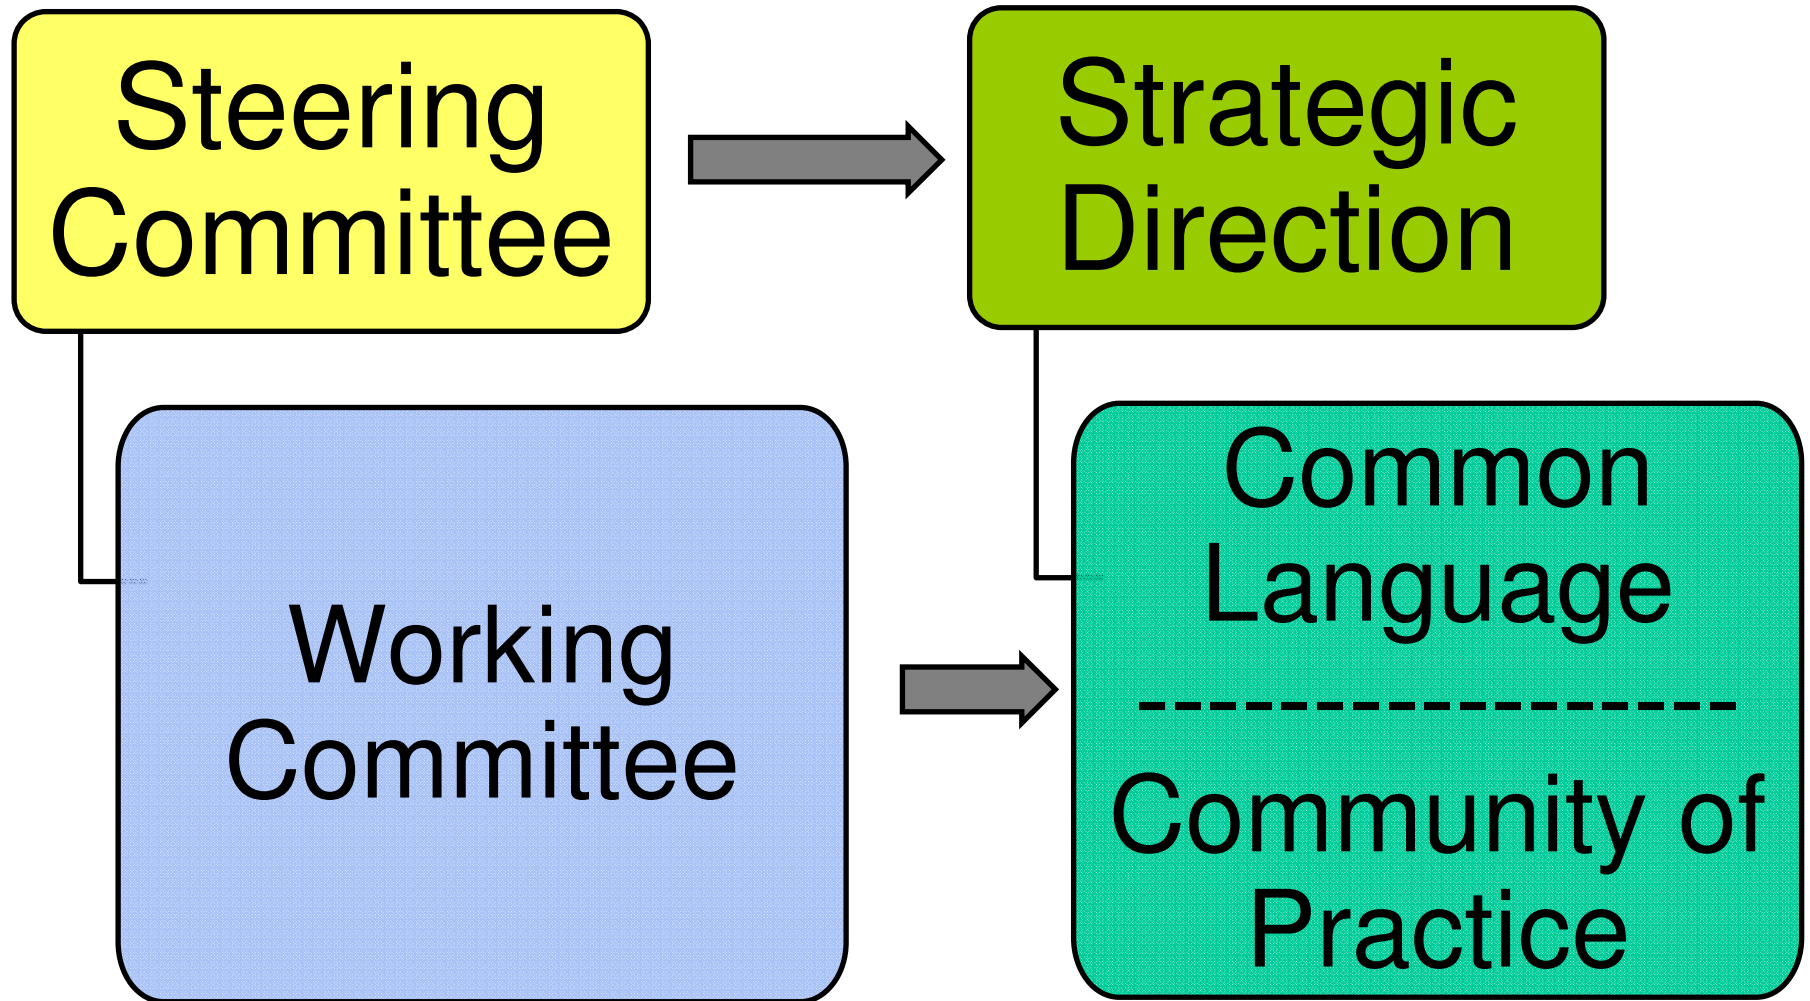 Steering
Committee
Strategic
Direction
Working
Committee
Common
Language
Community of
Practice